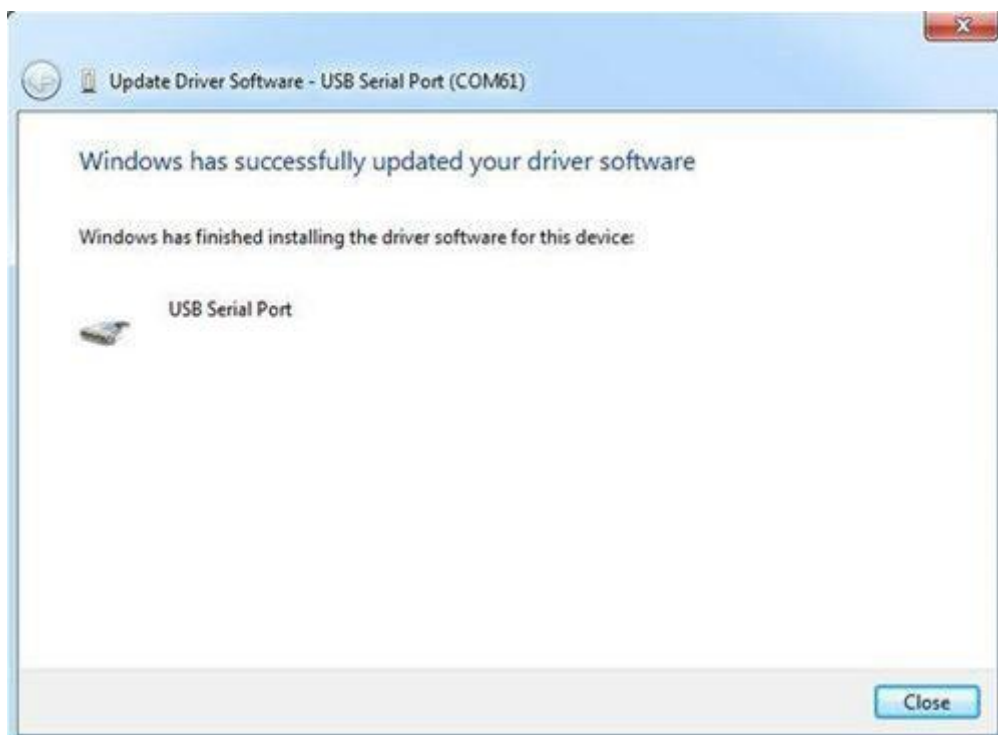 Update Driver Software - USB Serial Port (COM61)
Windows has successfully updated your driver software
Windows has finished installing the driver software for this device:
USB Serial Port
Close